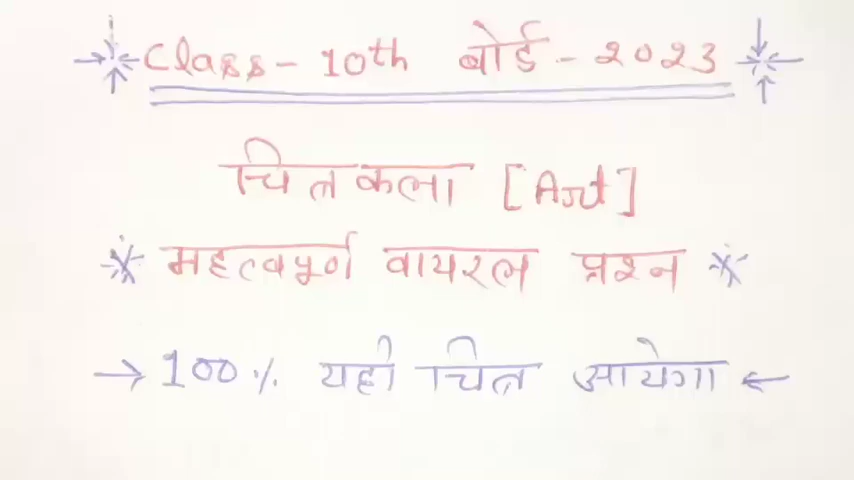 Class - 10th बोर्ड - 2023
चित्रकला [Art]
महत्वपूर्ण वायरल प्रश्न
→ 100% यही चित्र आयेगा ←